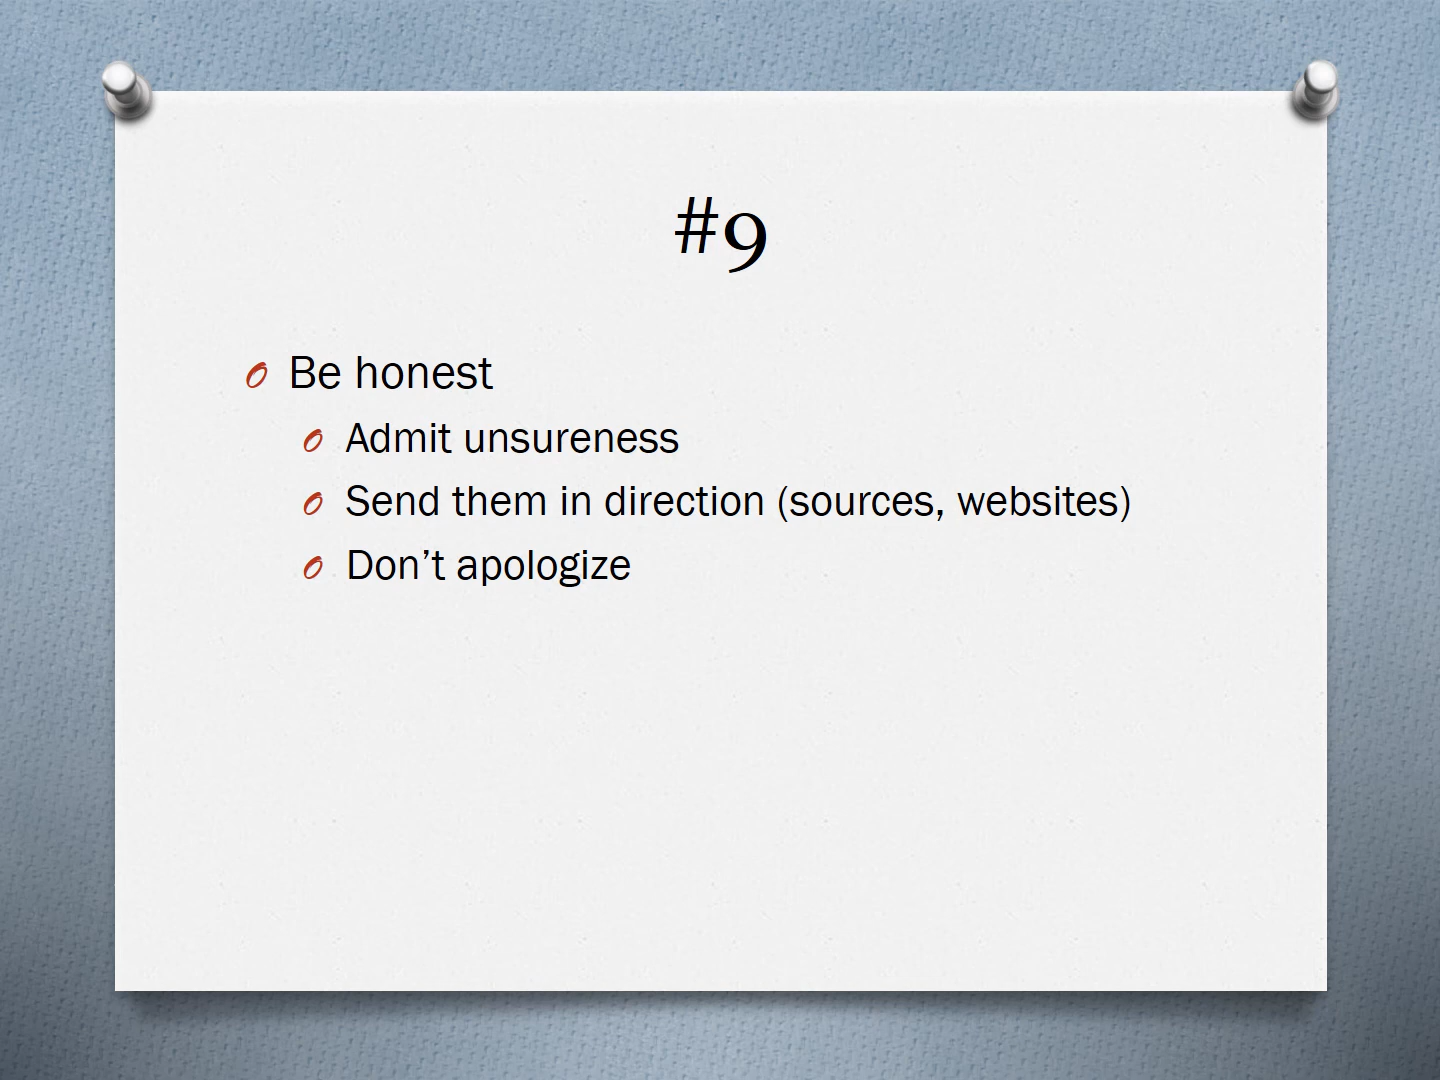 #9
Be honest
Admit unsureness
Send them in direction (sources, websites)
Don’t apologize